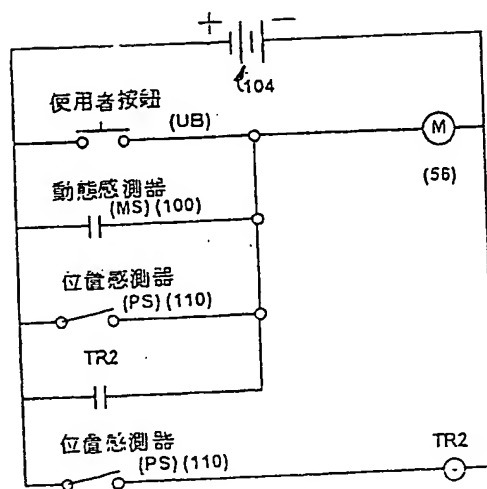 + −
104
使用者按鈕
(UB)
M
(56)
動態感測器
(MS) (100)
位置感測器
(PS) (110)
TR2
位置感測器
(PS) (110)
TR2